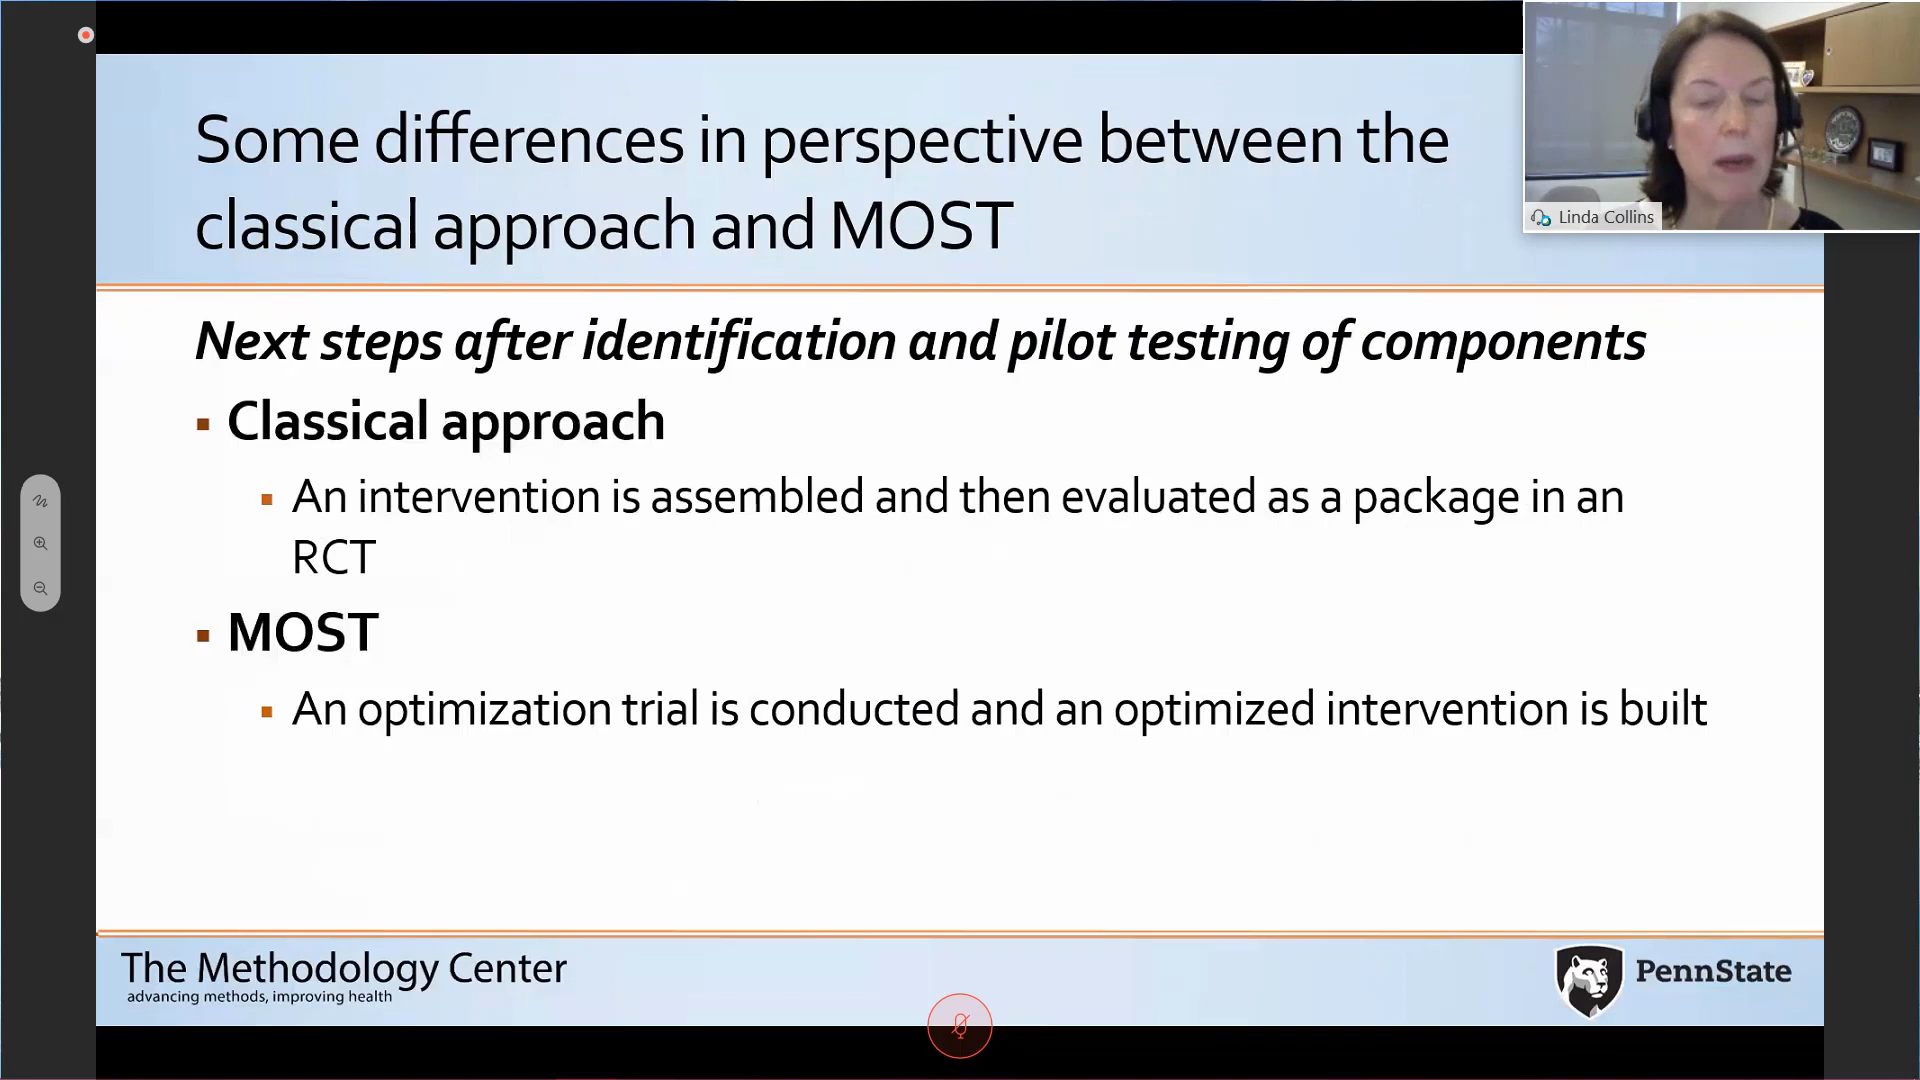 Some differences in perspective between the
classical approach and MOST
Linda Collins
Next steps after identification and pilot testing of components
▪ Classical approach
▪ An intervention is assembled and then evaluated as a package in an
RCT
▪ MOST
▪ An optimization trial is conducted and an optimized intervention is built
The Methodology Center
advancing methods, improving health
PennState